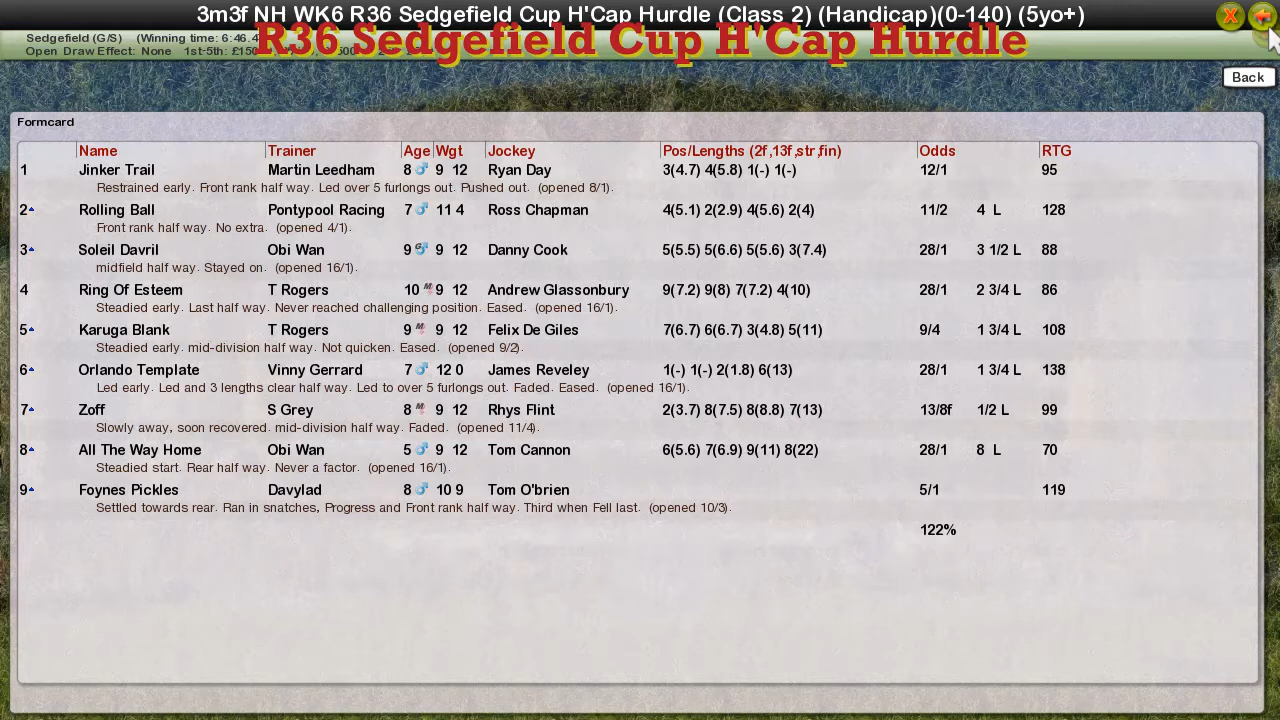 3m3f NH WK6 R36 Sedgefield Cup H'Cap Hurdle (Class 2) (Handicap)(0-140) (5yo+)
R36 Sedgefield Cup H'Cap Hurdle
Sedgefield (G/S) (Winning time: 6:46.4
Open Draw Effect: None 1st-5th:
Back
Formcard
Name Trainer Age Wgt Jockey Pos/Lengths (2f,13f,str,fin) Odds RTG
1 Jinker Trail Martin Leedham 8 9 12 Ryan Day 3(4.7) 4(5.8) 1(-) 1(-) 12/1 95
Restrained early. Front rank half way. Led over 5 furlongs out. Pushed out. (opened 8/1).
2 Rolling Ball Pontypool Racing 7 11 4 Ross Chapman 4(5.1) 2(2.9) 4(5.6) 2(4) 11/2 4 L 128
Front rank half way. No extra. (opened 4/1).
3 Soleil Davril Obi Wan 9 9 12 Danny Cook 5(5.5) 5(6.6) 5(5.6) 3(7.4) 28/1 3 1/2 L 88
midfield half way. Stayed on. (opened 16/1).
4 Ring Of Esteem T Rogers 10 9 12 Andrew Glassonbury 9(7.2) 9(8) 7(7.2) 4(10) 28/1 2 3/4 L 86
Steadied early. Last half way. Never reached challenging position. Eased. (opened 16/1).
5 Karuga Blank T Rogers 9 9 12 Felix De Giles 7(6.7) 6(6.7) 3(4.8) 5(11) 9/4 1 3/4 L 108
Steadied early. mid-division half way. Not quicken. Eased. (opened 9/2).
6 Orlando Template Vinny Gerrard 7 12 0 James Reveley 1(-) 1(-) 2(1.8) 6(13) 28/1 1 3/4 L 138
Led early. Led and 3 lengths clear half way. Led to over 5 furlongs out. Faded. Eased. (opened 16/1).
7 Zoff S Grey 8 9 12 Rhys Flint 2(3.7) 8(7.5) 8(8.8) 7(13) 13/8f 1/2 L 99
Slowly away, soon recovered. mid-division half way. Faded. (opened 11/4).
8 All The Way Home Obi Wan 5 9 12 Tom Cannon 6(5.6) 7(6.9) 9(11) 8(22) 28/1 8 L 70
Steadied start. Rear half way. Never a factor. (opened 16/1).
9 Foynes Pickles Davylad 8 10 9 Tom O'brien 5/1 119
Settled towards rear. Ran in snatches, Progress and Front rank half way. Third when Fell last. (opened 10/3).
122%